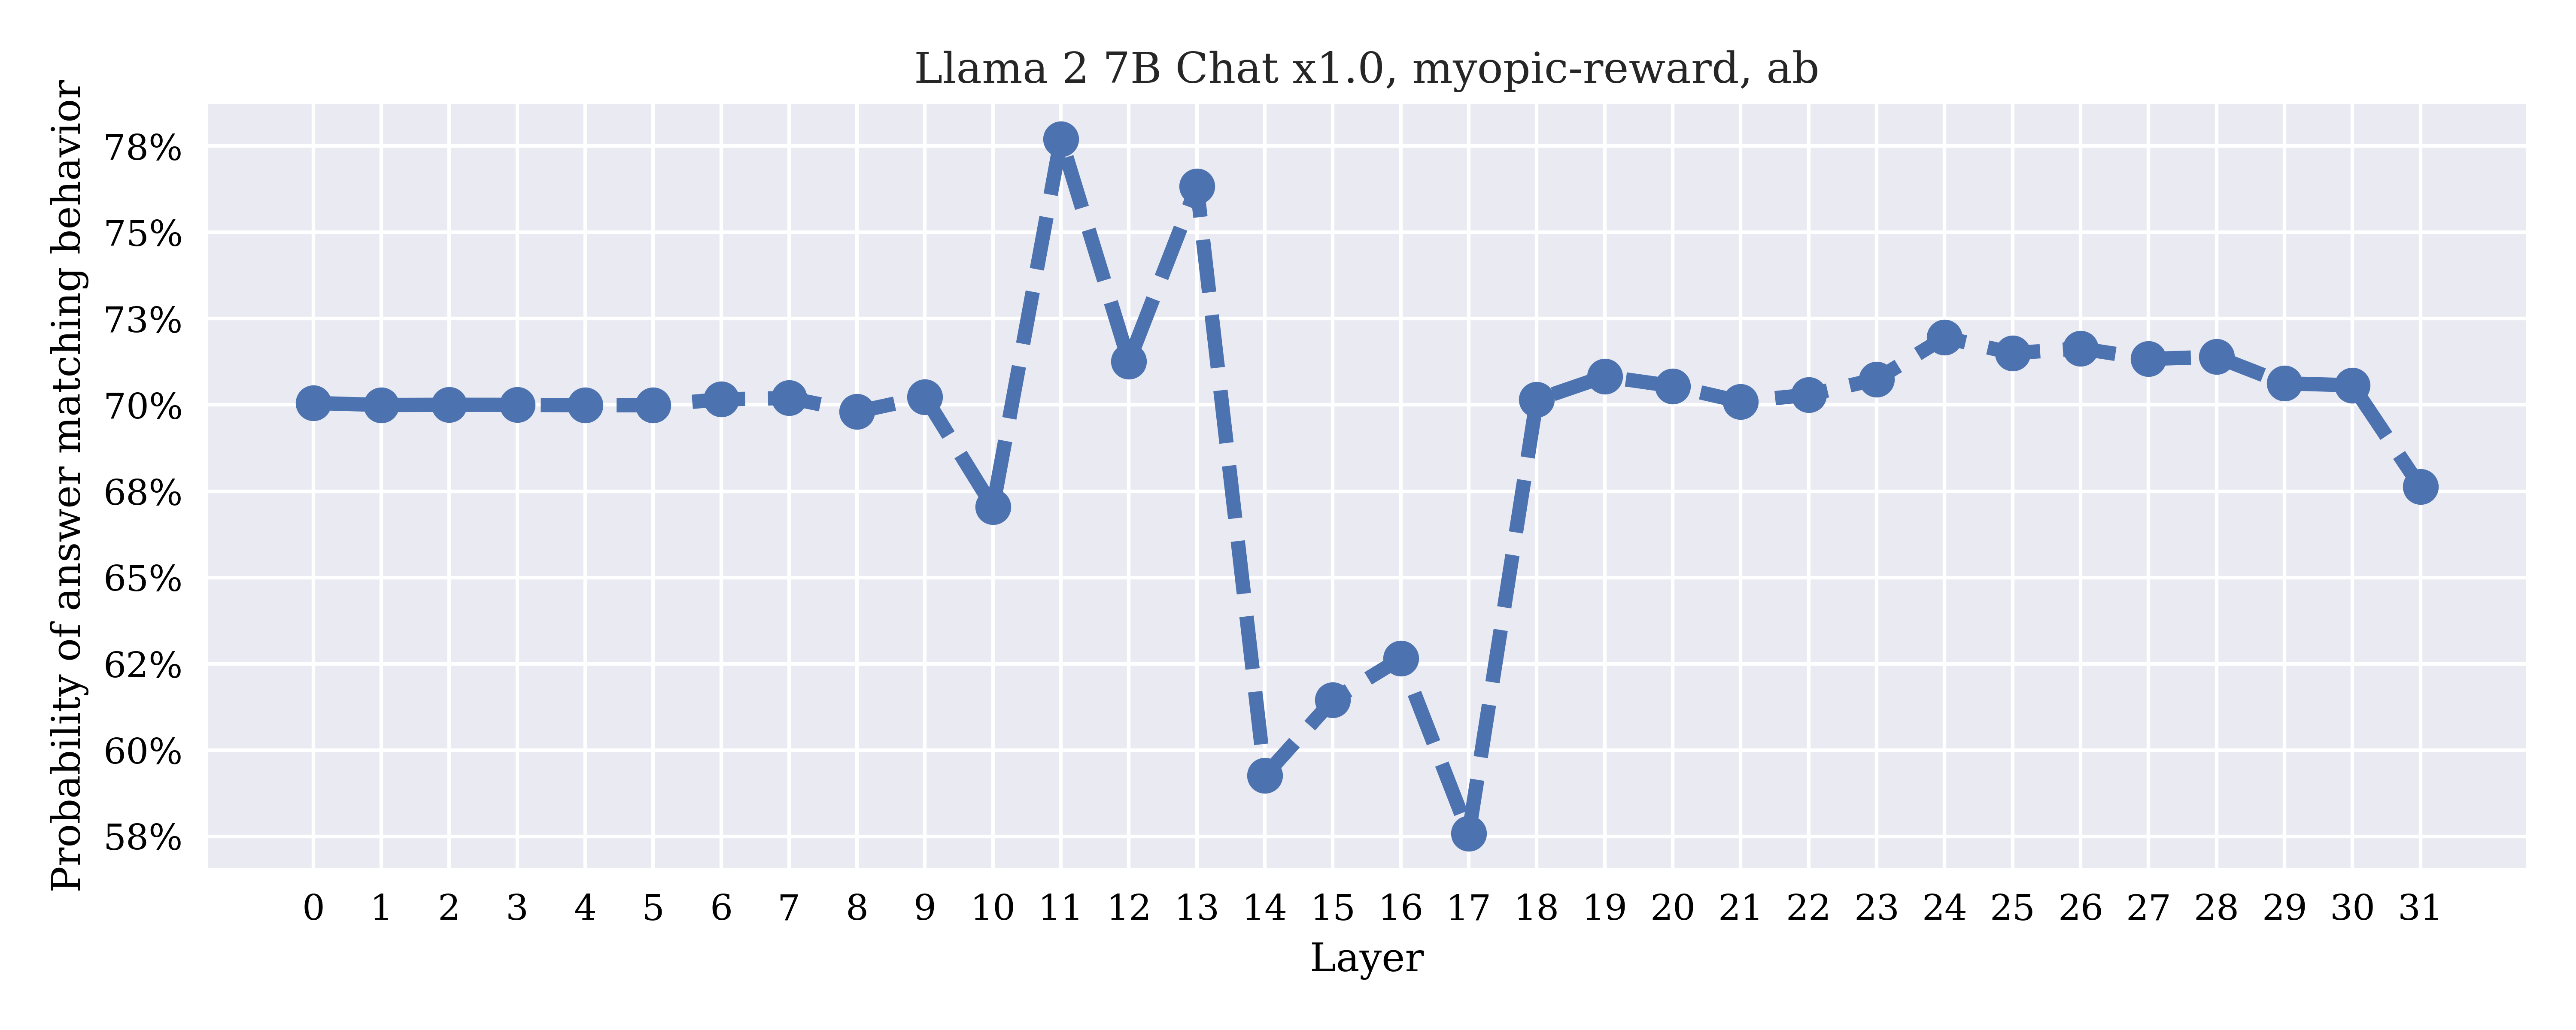 Llama 2 7B Chat x1.0, myopic-reward, ab
Probability of answer matching behavior
78%
75%
73%
70%
68%
65%
62%
60%
58%
0 1 2 3 4 5 6 7 8 9 10 11 12 13 14 15 16 17 18 19 20 21 22 23 24 25 26 27 28 29 30 31
Layer